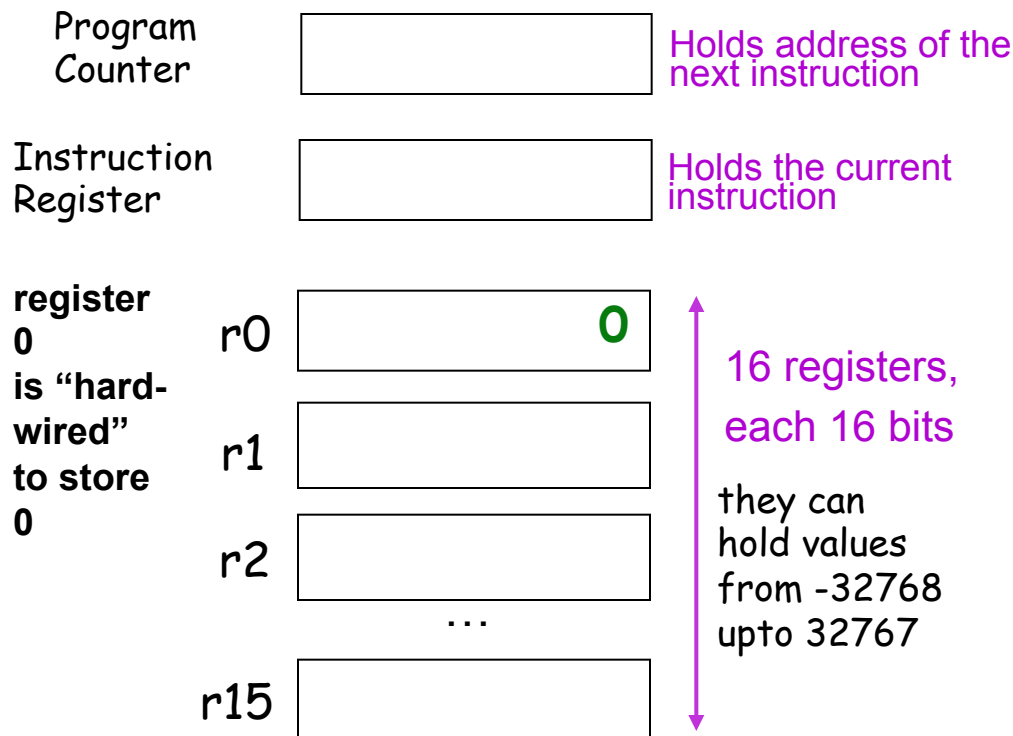 Program
Counter
Holds address of the
next instruction
Instruction
Register
Holds the current
instruction
register
0
is “hard-
wired”
to store
0
r0
0
r1
r2
...
r15
16 registers,
each 16 bits
they can
hold values
from -32768
upto 32767